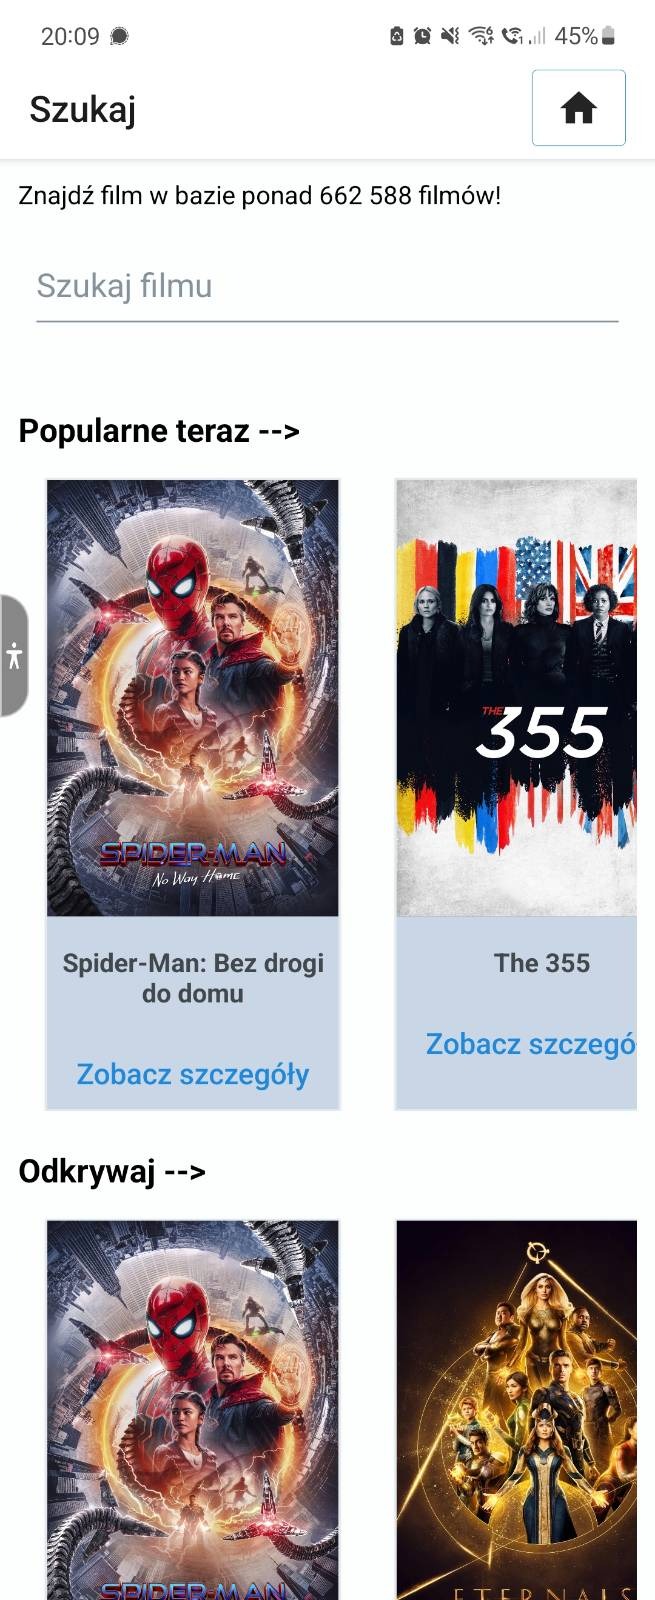 20:09
45%
Szukaj
Znajdź film w bazie ponad 662 588 filmów!
Szukaj filmu
Popularne teraz -->
SPIDER-MAN
No Way Home
THE
355
Spider-Man: Bez drogi
do domu
Zobacz szczegóły
The 355
Zobacz szczegó
Odkrywaj -->
SPIDER-MAN
ETERNALS